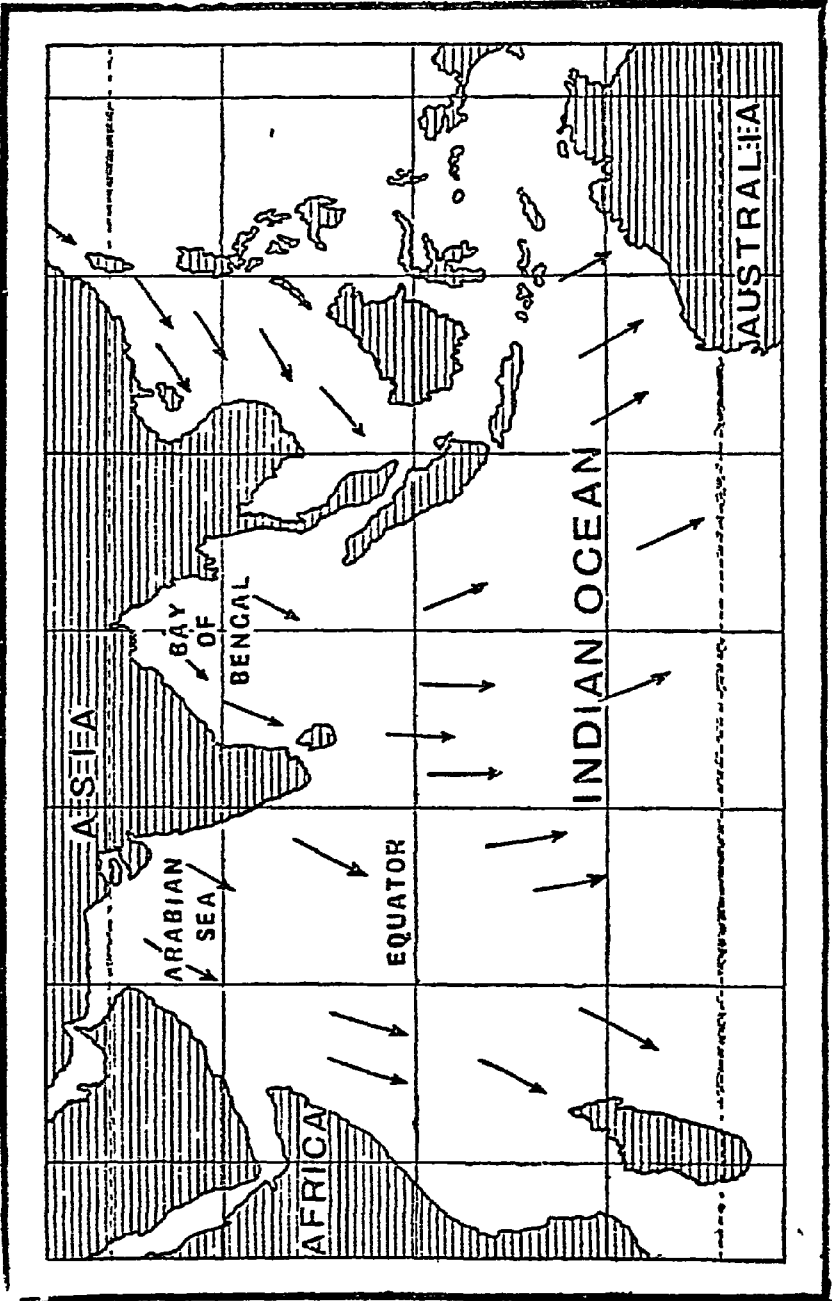 ASIA
BAY
OF
BENGAL
ARABIAN
SEA
AFRICA
EQUATOR
INDIAN OCEAN
AUSTRALIA